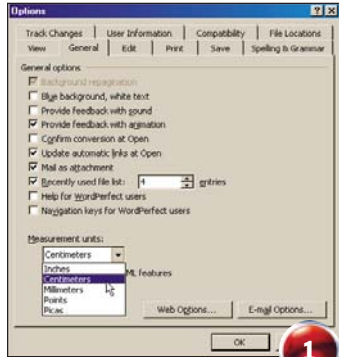 Options
Track Changes User Information Compatibility File Locations
View General Edit Print Save Spelling & Grammar
General options
Background repagination
Blue background, white text
Provide feedback with sound
Provide feedback with animation
Confirm conversion at Open
Update automatic links at Open
Mail as attachment
Recently used file list: 4 entries
Help for WordPerfect users
Navigation keys for WordPerfect users
Measurement units:
Centimeters
Inches
Centimeters ML features
Millimeters
Points
Picas
Web Options... E-mail Options...
OK
1